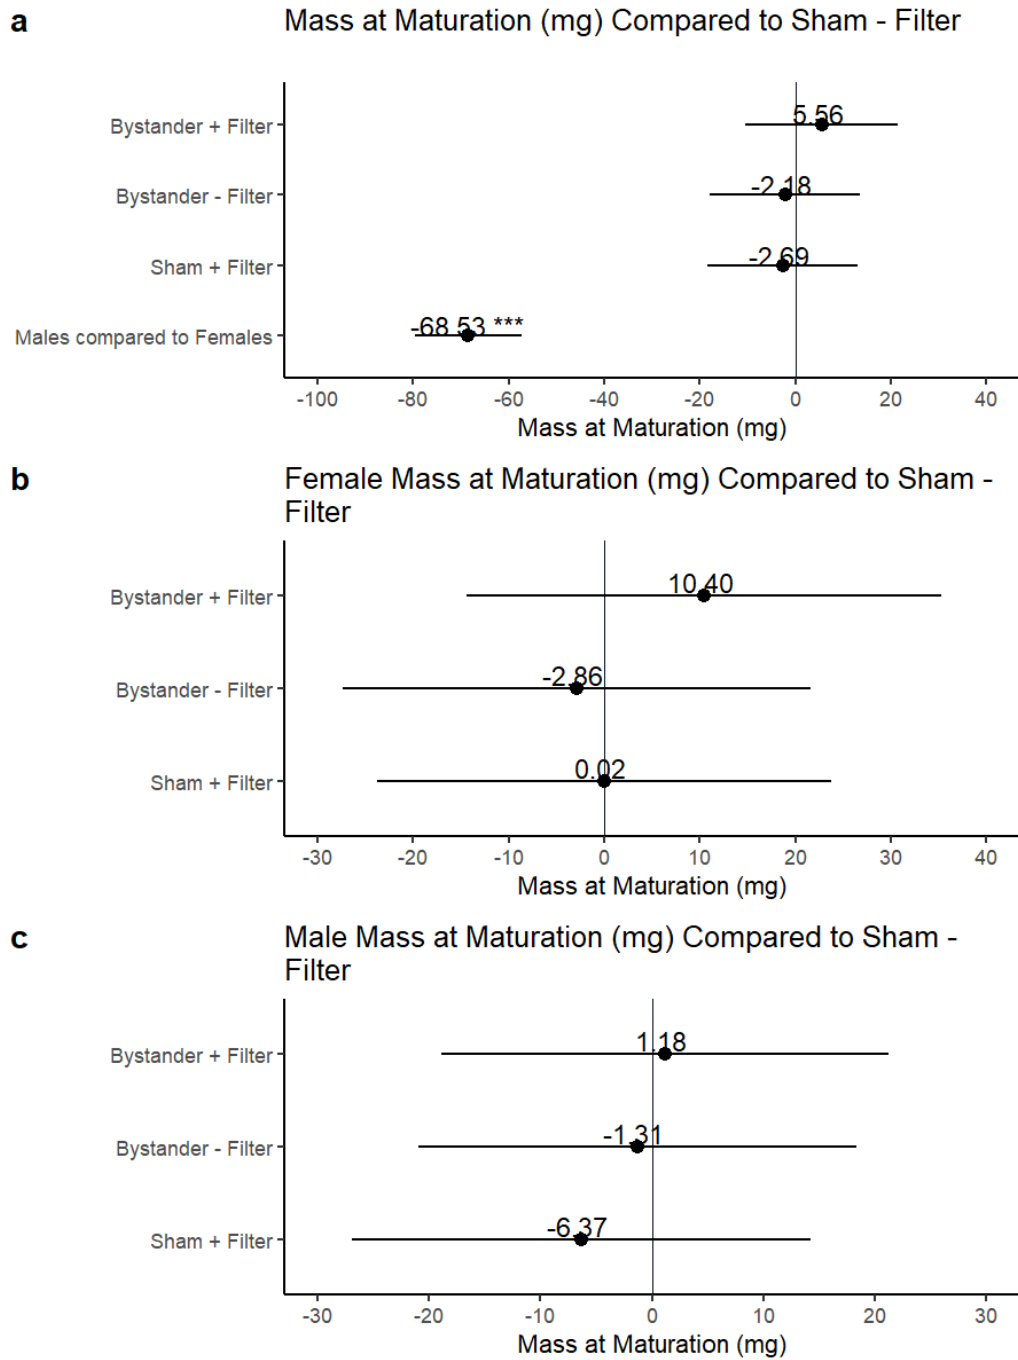 a
Mass at Maturation (mg) Compared to Sham - Filter
Bystander + Filter
5.56
Bystander - Filter
-2.18
Sham + Filter
-2.69
Males compared to Females
-68.53 ***
-100 -80 -60 -40 -20 0 20 40
Mass at Maturation (mg)
b
Female Mass at Maturation (mg) Compared to Sham -
Filter
Bystander + Filter
10.40
Bystander - Filter
-2.86
Sham + Filter
0.02
-30 -20 -10 0 10 20 30 40
Mass at Maturation (mg)
c
Male Mass at Maturation (mg) Compared to Sham -
Filter
Bystander + Filter
1.18
Bystander - Filter
-1.31
Sham + Filter
-6.37
-30 -20 -10 0 10 20 30
Mass at Maturation (mg)